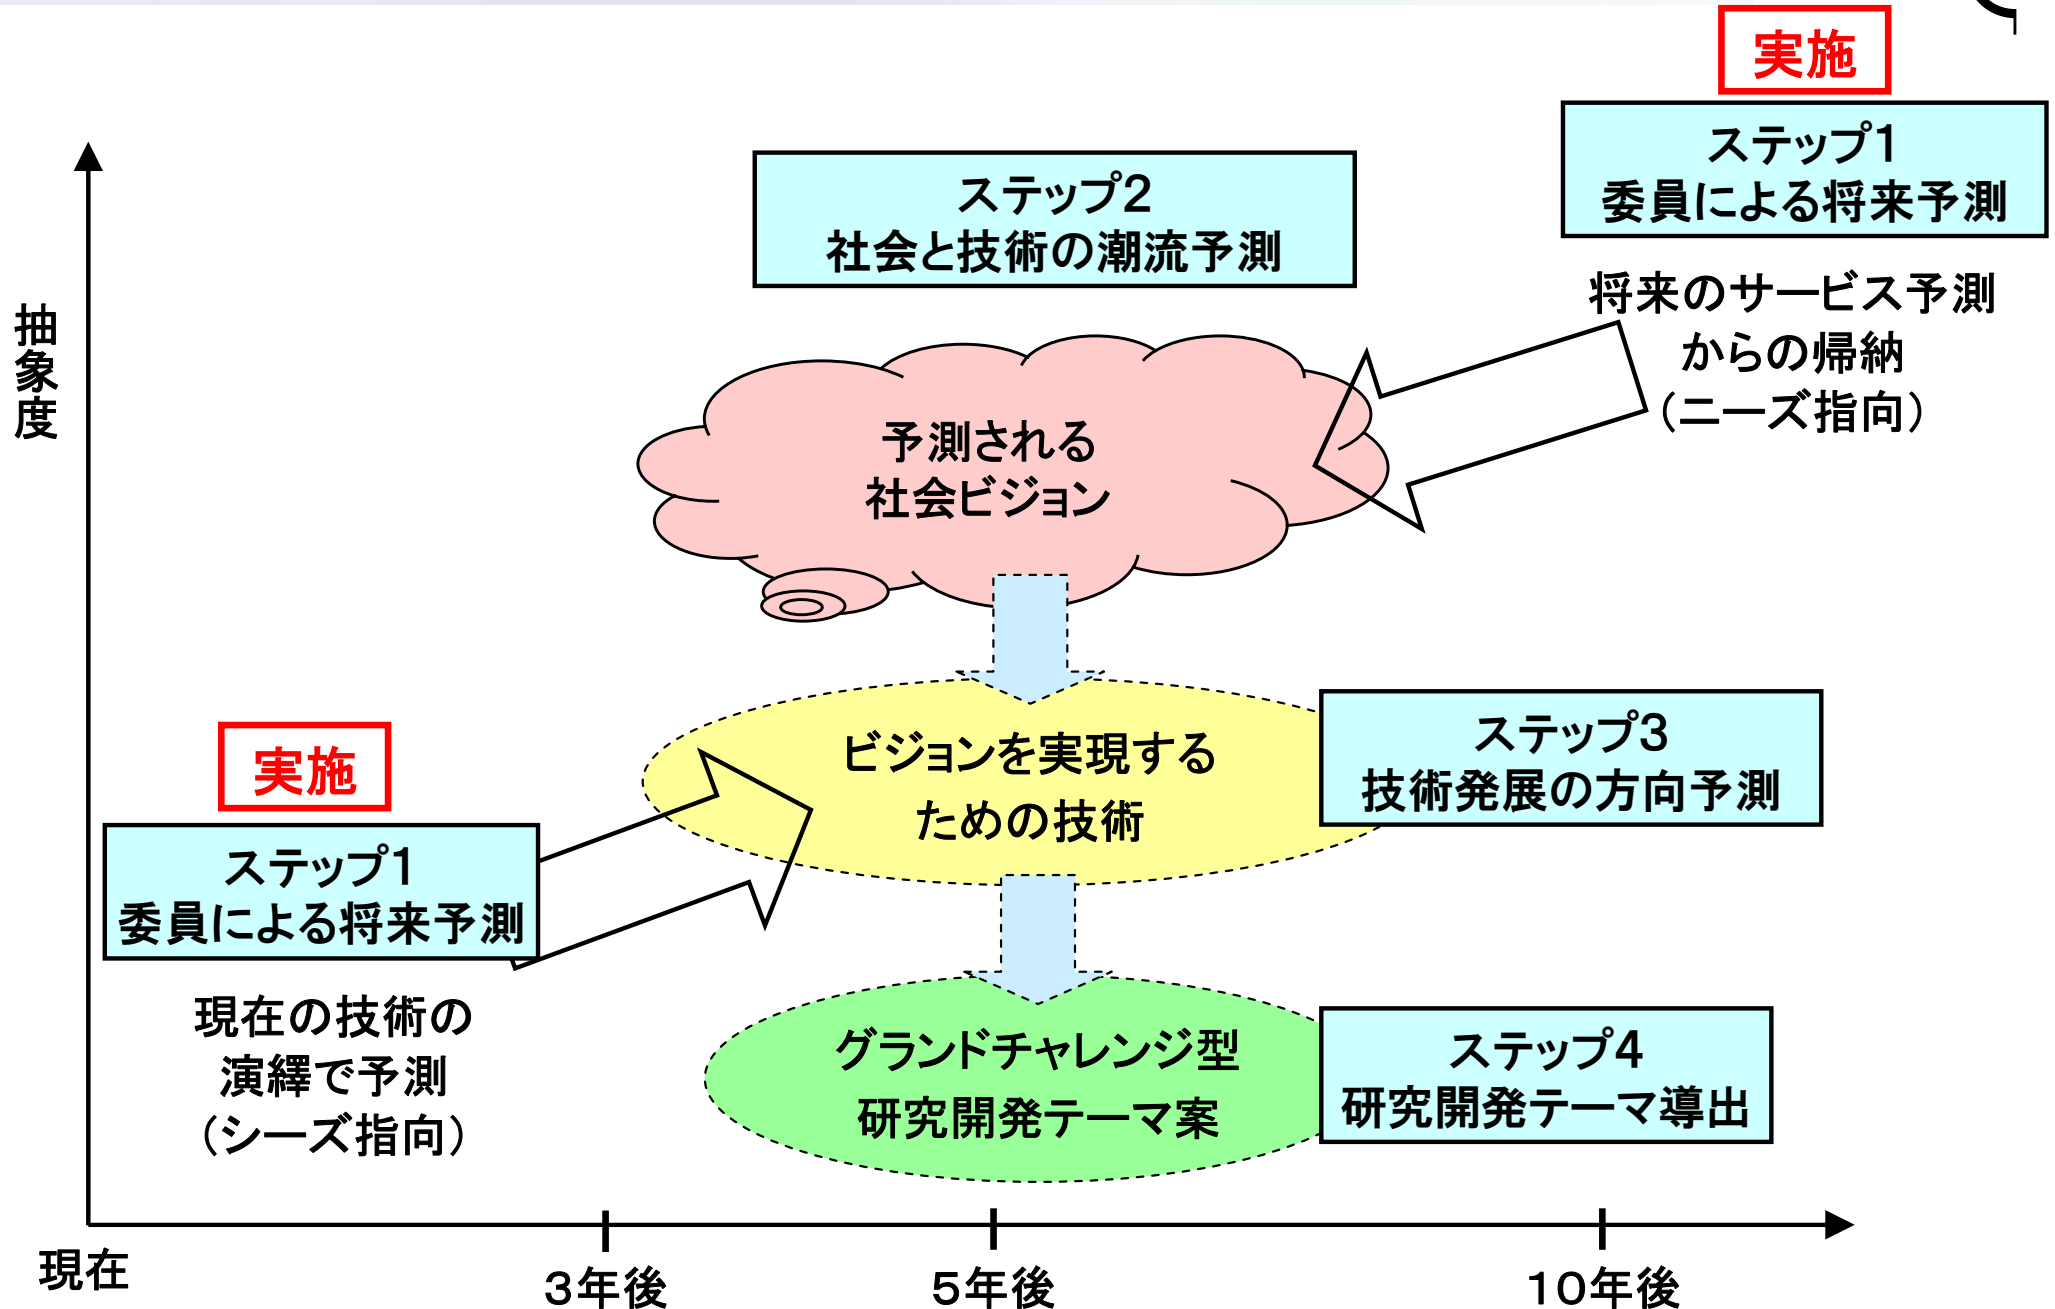 実施
ステップ1
委員による将来予測
将来のサービス予測
からの帰納
(ニーズ指向)
ステップ2
社会と技術の潮流予測
抽象度
予測される
社会ビジョン
ビジョンを実現する
ための技術
ステップ3
技術発展の方向予測
実施
ステップ1
委員による将来予測
現在の技術の
演繹で予測
(シーズ指向)
グランドチャレンジ型
研究開発テーマ案
ステップ4
研究開発テーマ導出
現在
3年後
5年後
10年後